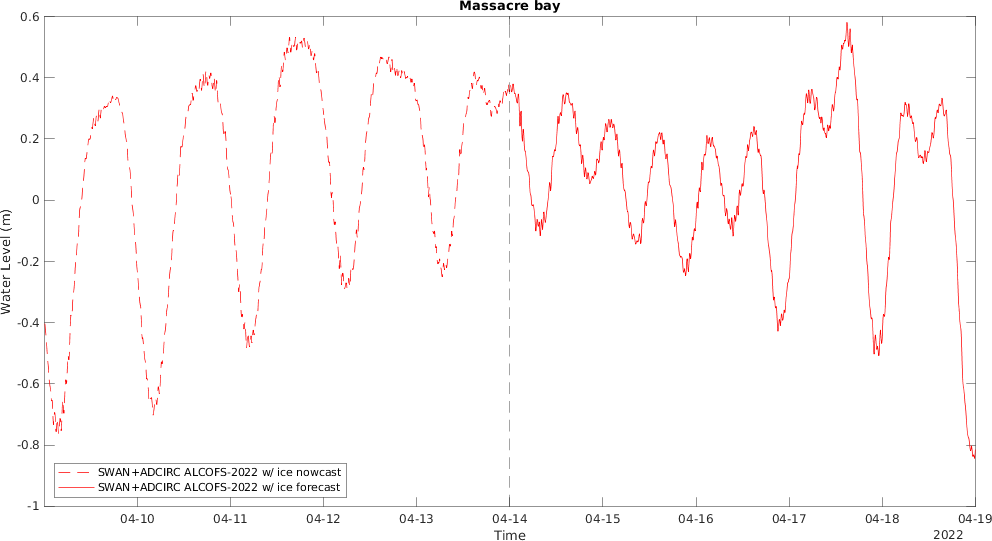 Massacre bay
0.6
0.4
0.2
0
-0.2
-0.4
-0.6
-0.8
-1
Water Level (m)
SWAN+ADCIRC ALCOFS-2022 w/ ice nowcast
SWAN+ADCIRC ALCOFS-2022 w/ ice forecast
04-10 04-11 04-12 04-13 04-14 04-15 04-16 04-17 04-18 04-19
Time
2022